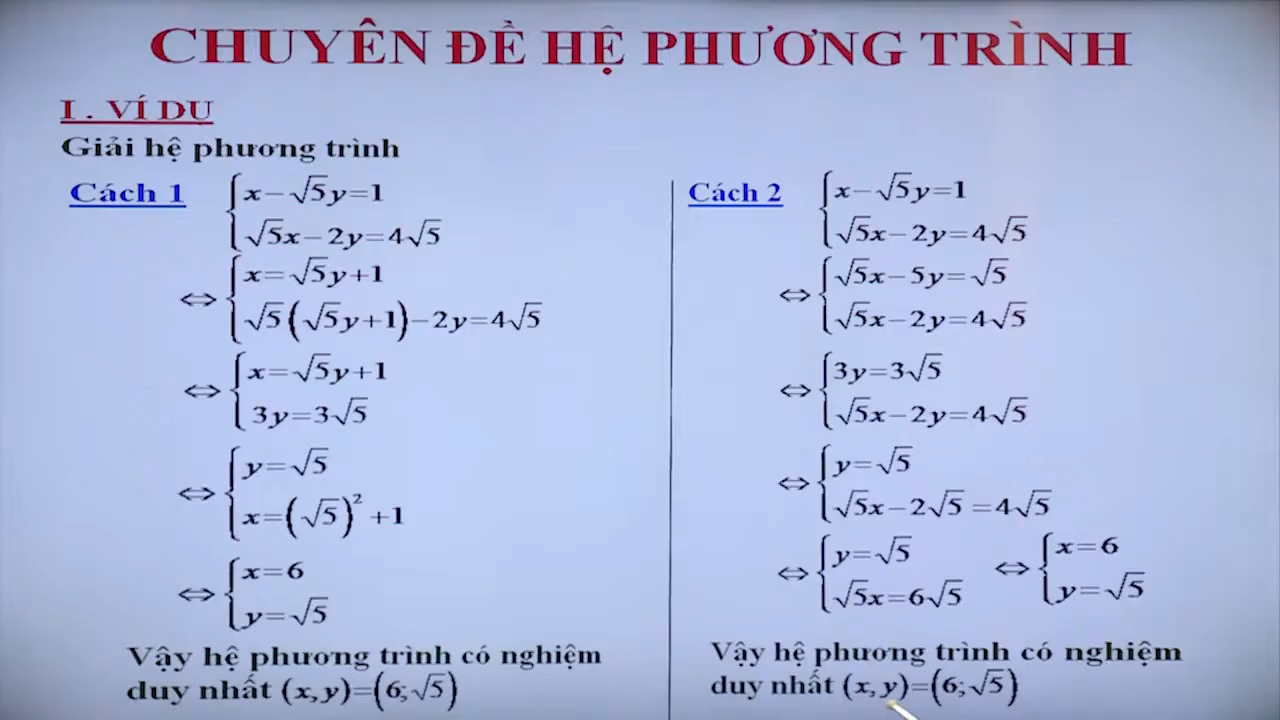 CHUYÊN ĐỀ HỆ PHƯƠNG TRÌNH
I . VÍ DỤ
Giải hệ phương trình
Cách 1
{ x−√5y=1
√5x−2y=4√5
⇔ { x=√5y+1
√5(√5y+1)−2y=4√5
⇔ { x=√5y+1
3y=3√5
⇔ { y=√5
x=(√5)²+1
⇔ { x=6
y=√5
Vậy hệ phương trình có nghiệm
duy nhất (x,y)=(6;√5)
Cách 2
{ x−√5y=1
√5x−2y=4√5
⇔ { √5x−5y=√5
√5x−2y=4√5
⇔ { 3y=3√5
√5x−2y=4√5
⇔ { y=√5
√5x−2√5=4√5
⇔ { y=√5
√5x=6√5
⇔ { x=6
y=√5
Vậy hệ phương trình có nghiệm
duy nhất (x,y)=(6;√5)